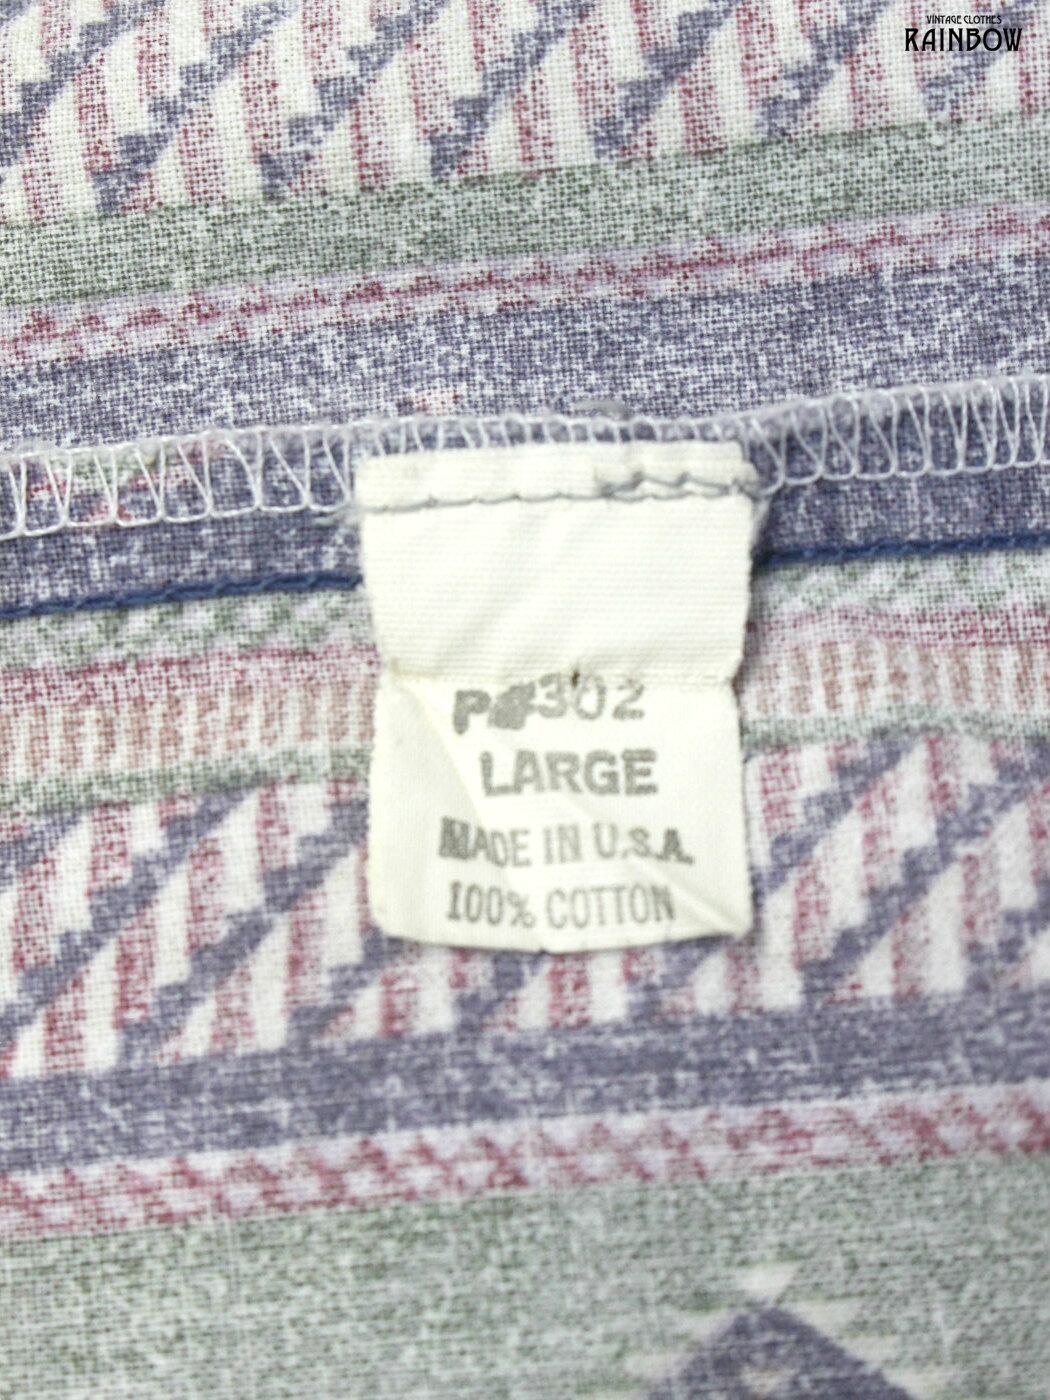 VINTAGE CLOTHES
RAINBOW
P#302
LARGE
MADE IN U.S.A.
100% COTTON